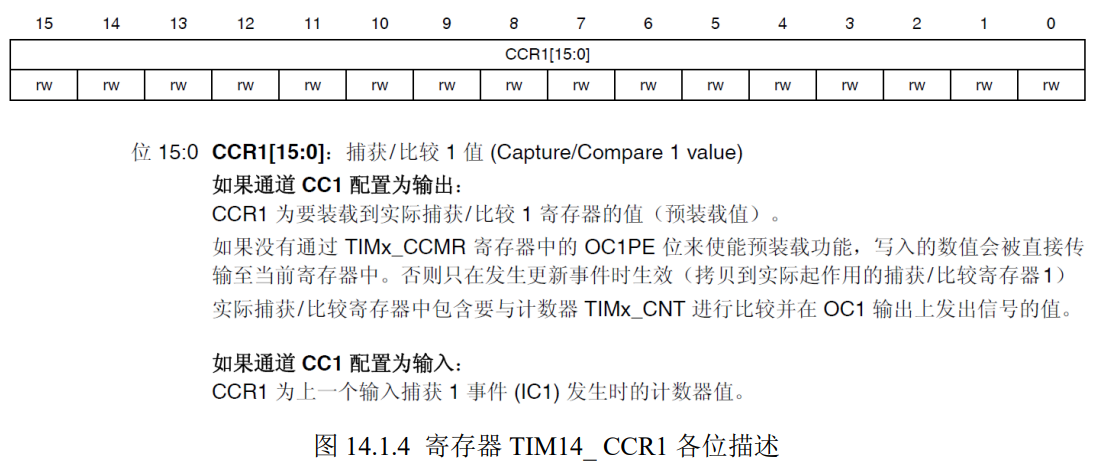 15 14 13 12 11 10 9 8 7 6 5 4 3 2 1 0
CCR1[15:0]
rw rw rw rw rw rw rw rw rw rw rw rw rw rw rw rw
位 15:0 CCR1[15:0]：捕获/比较 1 值 (Capture/Compare 1 value)
如果通道 CC1 配置为输出：
CCR1 为要装载到实际捕获/比较 1 寄存器的值（预装载值）。
如果没有通过 TIMx_CCMR 寄存器中的 OC1PE 位来使能预装载功能，写入的数值会被直接传
输至当前寄存器中。否则只在发生更新事件时生效（拷贝到实际起作用的捕获/比较寄存器1）
实际捕获/比较寄存器中包含要与计数器 TIMx_CNT 进行比较并在 OC1 输出上发出信号的值。
如果通道 CC1 配置为输入：
CCR1 为上一个输入捕获 1 事件 (IC1) 发生时的计数器值。
图 14.1.4 寄存器 TIM14_ CCR1 各位描述